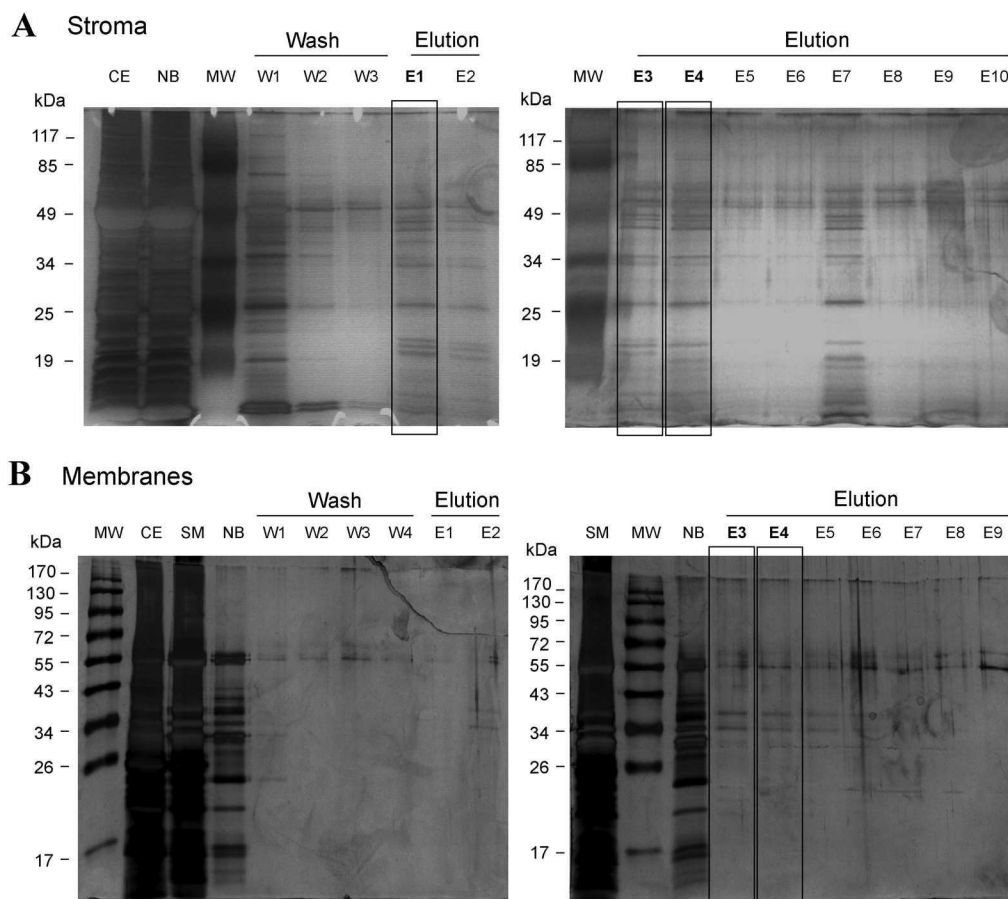 A Stroma
Wash
Elution
CE NB MW W1 W2 W3 E1 E2
kDa
117
85
49
34
25
19
Elution
MW E3 E4 E5 E6 E7 E8 E9 E10
kDa
117
85
49
34
25
19
B Membranes
Wash
Elution
MW CE SM NB W1 W2 W3 W4 E1 E2
kDa
170
130
95
72
55
43
34
26
17
Elution
SM MW NB E3 E4 E5 E6 E7 E8 E9
kDa
170
130
95
72
55
43
34
26
17